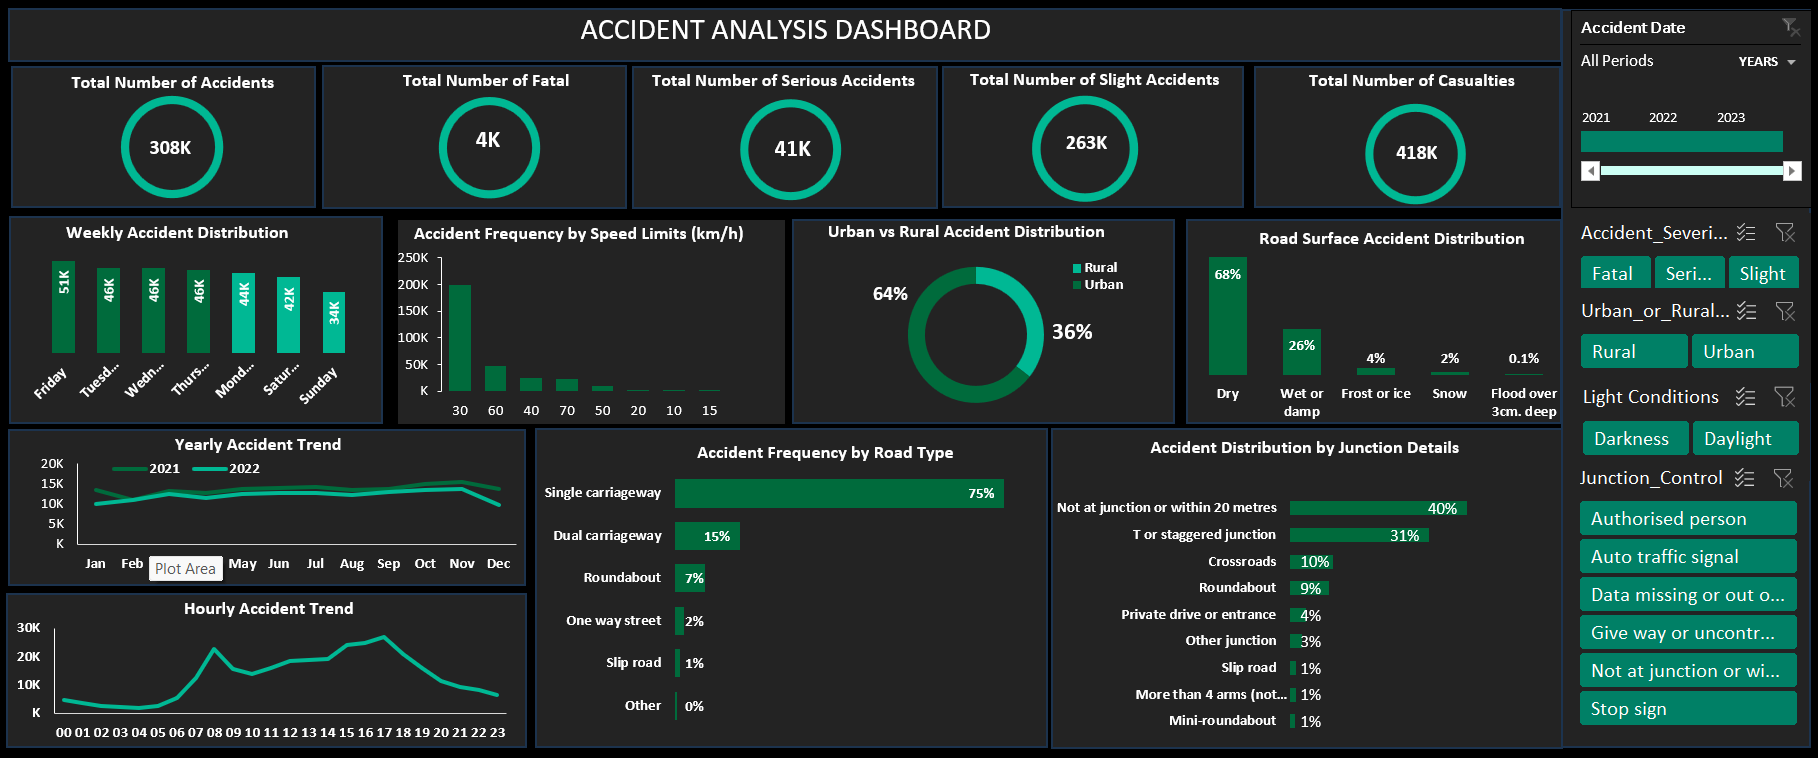 ACCIDENT ANALYSIS DASHBOARD
Total Number of Accidents
308K
Total Number of Fatal
4K
Total Number of Serious Accidents
41K
Total Number of Slight Accidents
263K
Total Number of Casualties
418K
Weekly Accident Distribution
51K 46K 46K 46K 44K 42K 34K
Friday Tuesd... Wedn... Thurs... Mond... Satur... Sunday
Accident Frequency by Speed Limits (km/h)
250K
200K
150K
100K
50K
K
30 60 40 70 50 20 10 15
Urban vs Rural Accident Distribution
Rural
Urban
64%
36%
Road Surface Accident Distribution
68%
26%
4% 2% 0.1%
Dry Wet or damp Frost or ice Snow Flood over 3cm. deep
Yearly Accident Trend
2021 2022
20K
15K
10K
5K
K
Jan Feb May Jun Jul Aug Sep Oct Nov Dec
Plot Area
Hourly Accident Trend
30K
20K
10K
K
00 01 02 03 04 05 06 07 08 09 10 11 12 13 14 15 16 17 18 19 20 21 22 23
Accident Frequency by Road Type
Single carriageway 75%
Dual carriageway 15%
Roundabout 7%
One way street 2%
Slip road 1%
Other 0%
Accident Distribution by Junction Details
Not at junction or within 20 metres 40%
T or staggered junction 31%
Crossroads 10%
Roundabout 9%
Private drive or entrance 4%
Other junction 3%
Slip road 1%
More than 4 arms (not... 1%
Mini-roundabout 1%
Accident Date
All Periods YEARS
2021 2022 2023
Accident_Severi...
Fatal Seri... Slight
Urban_or_Rural...
Rural Urban
Light Conditions
Darkness Daylight
Junction_Control
Authorised person
Auto traffic signal
Data missing or out o...
Give way or uncontr...
Not at junction or wi...
Stop sign